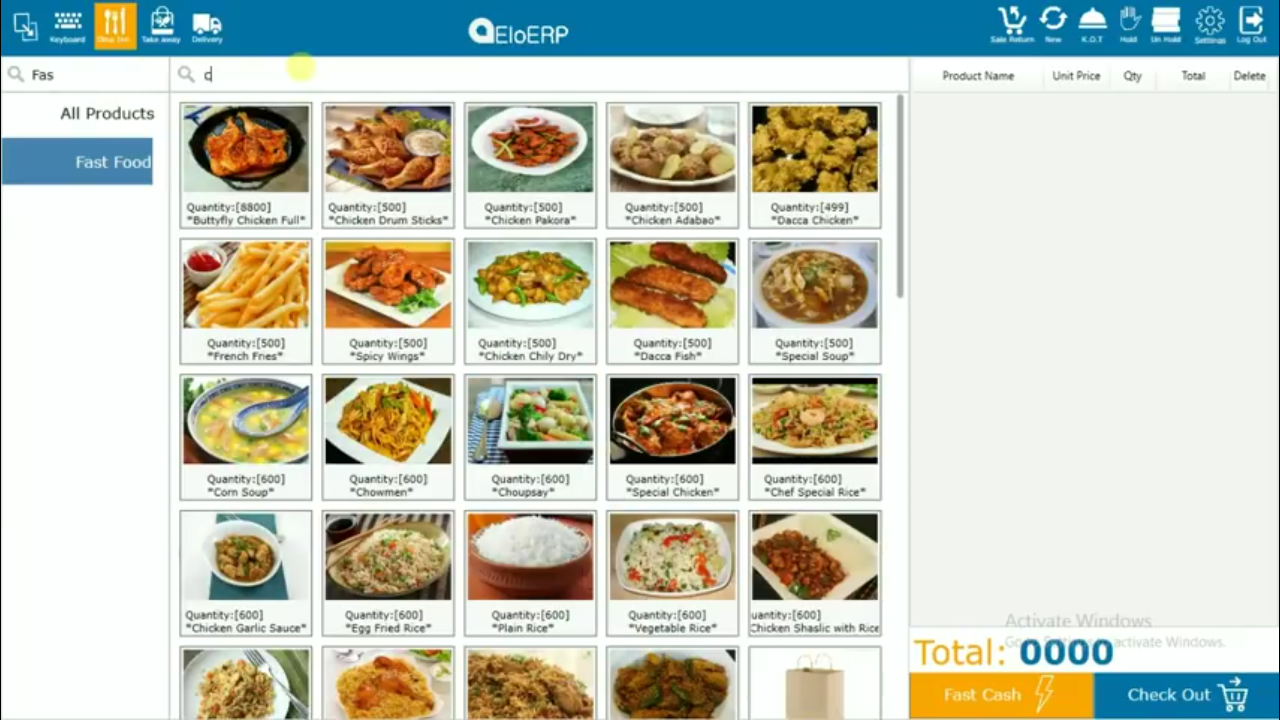 Keyboard
Dine Inn
Take away
Delivery
EloERP
Sale Return
New
K.O.T
Hold
Un Hold
Settings
Log Out
Fas
c
Product Name Unit Price Qty Total Delete
All Products
Fast Food
Quantity:[8800]
*Buttyfly Chicken Full*
Quantity:[500]
*Chicken Drum Sticks*
Quantity:[500]
*Chicken Pakora*
Quantity:[500]
*Chicken Adabao*
Quantity:[499]
*Dacca Chicken*
Quantity:[500]
*French Fries*
Quantity:[500]
*Spicy Wings*
Quantity:[500]
*Chicken Chily Dry*
Quantity:[500]
*Dacca Fish*
Quantity:[500]
*Special Soup*
Quantity:[600]
*Corn Soup*
Quantity:[600]
*Chowmen*
Quantity:[600]
*Choupsay*
Quantity:[600]
*Special Chicken*
Quantity:[600]
*Chef Special Rice*
Quantity:[600]
*Chicken Garlic Sauce*
Quantity:[600]
*Egg Fried Rice*
Quantity:[600]
*Plain Rice*
Quantity:[600]
*Vegetable Rice*
uantity:[600]
Chicken Shaslic with Rice
Activate Windows
Go to Settings to activate Windows.
Total: 0000
Fast Cash
Check Out